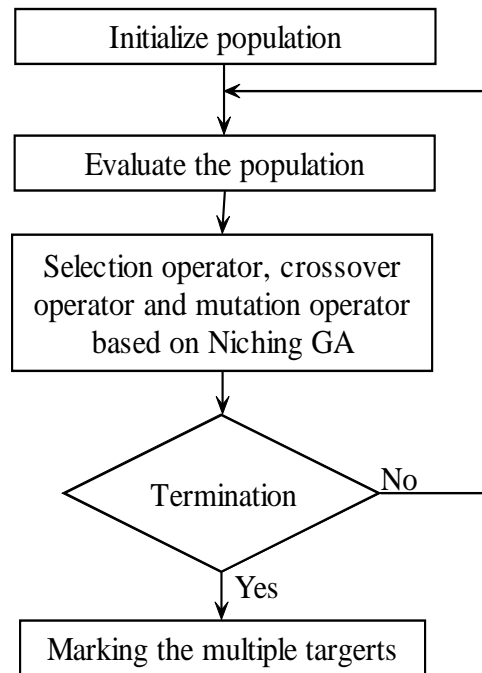 Initialize population
Evaluate the population
Selection operator, crossover
operator and mutation operator
based on Niching GA
Termination
No
Yes
Marking the multiple targerts